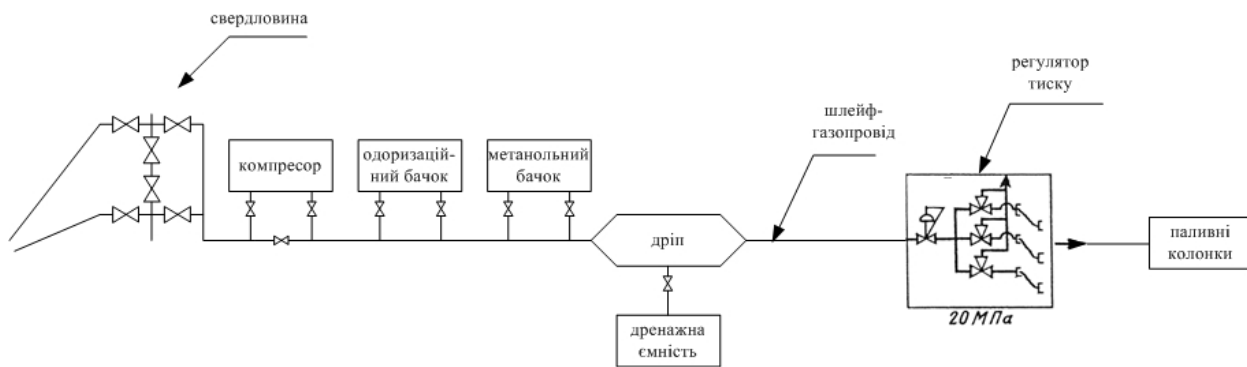 свердловина
регулятор
тиску
шлейф-
газопровід
компресор
одоризацій-
ний бачок
метанольний
бачок
дріп
паливні
колонки
20 МПа
дренажна
ємність